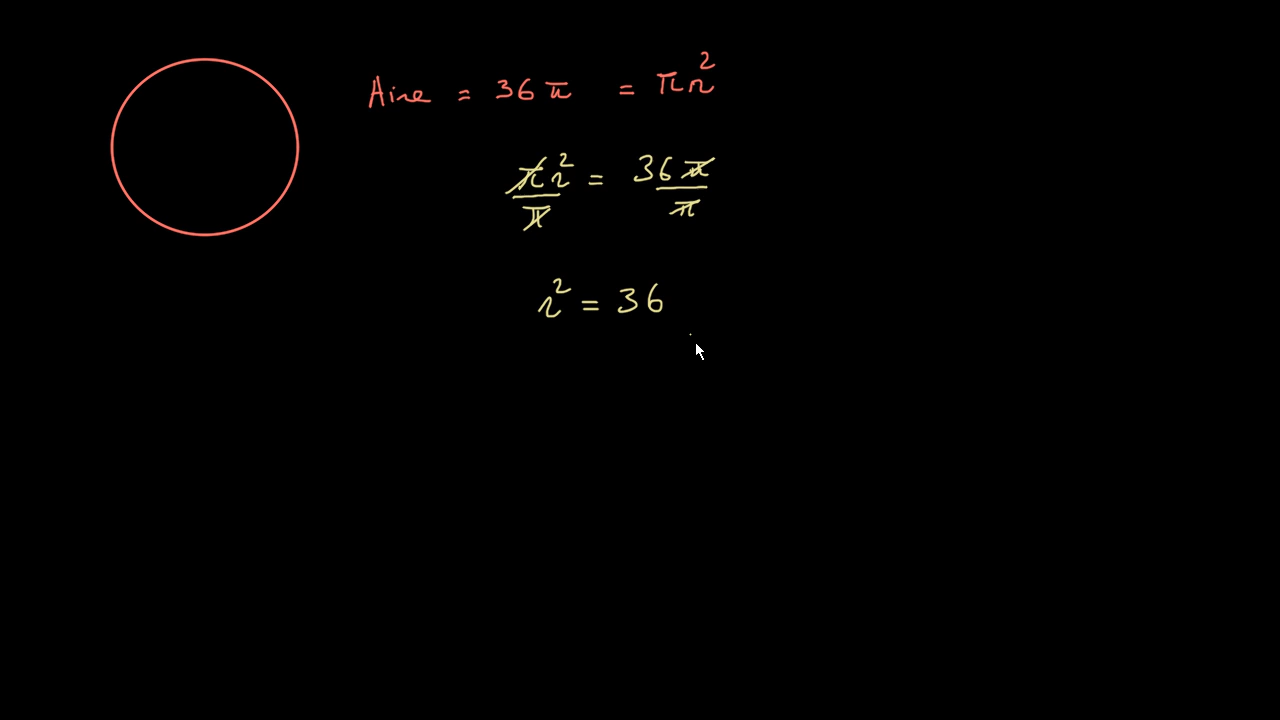 Aire = 36π = πr²
πr²/π = 36π/π
r² = 36